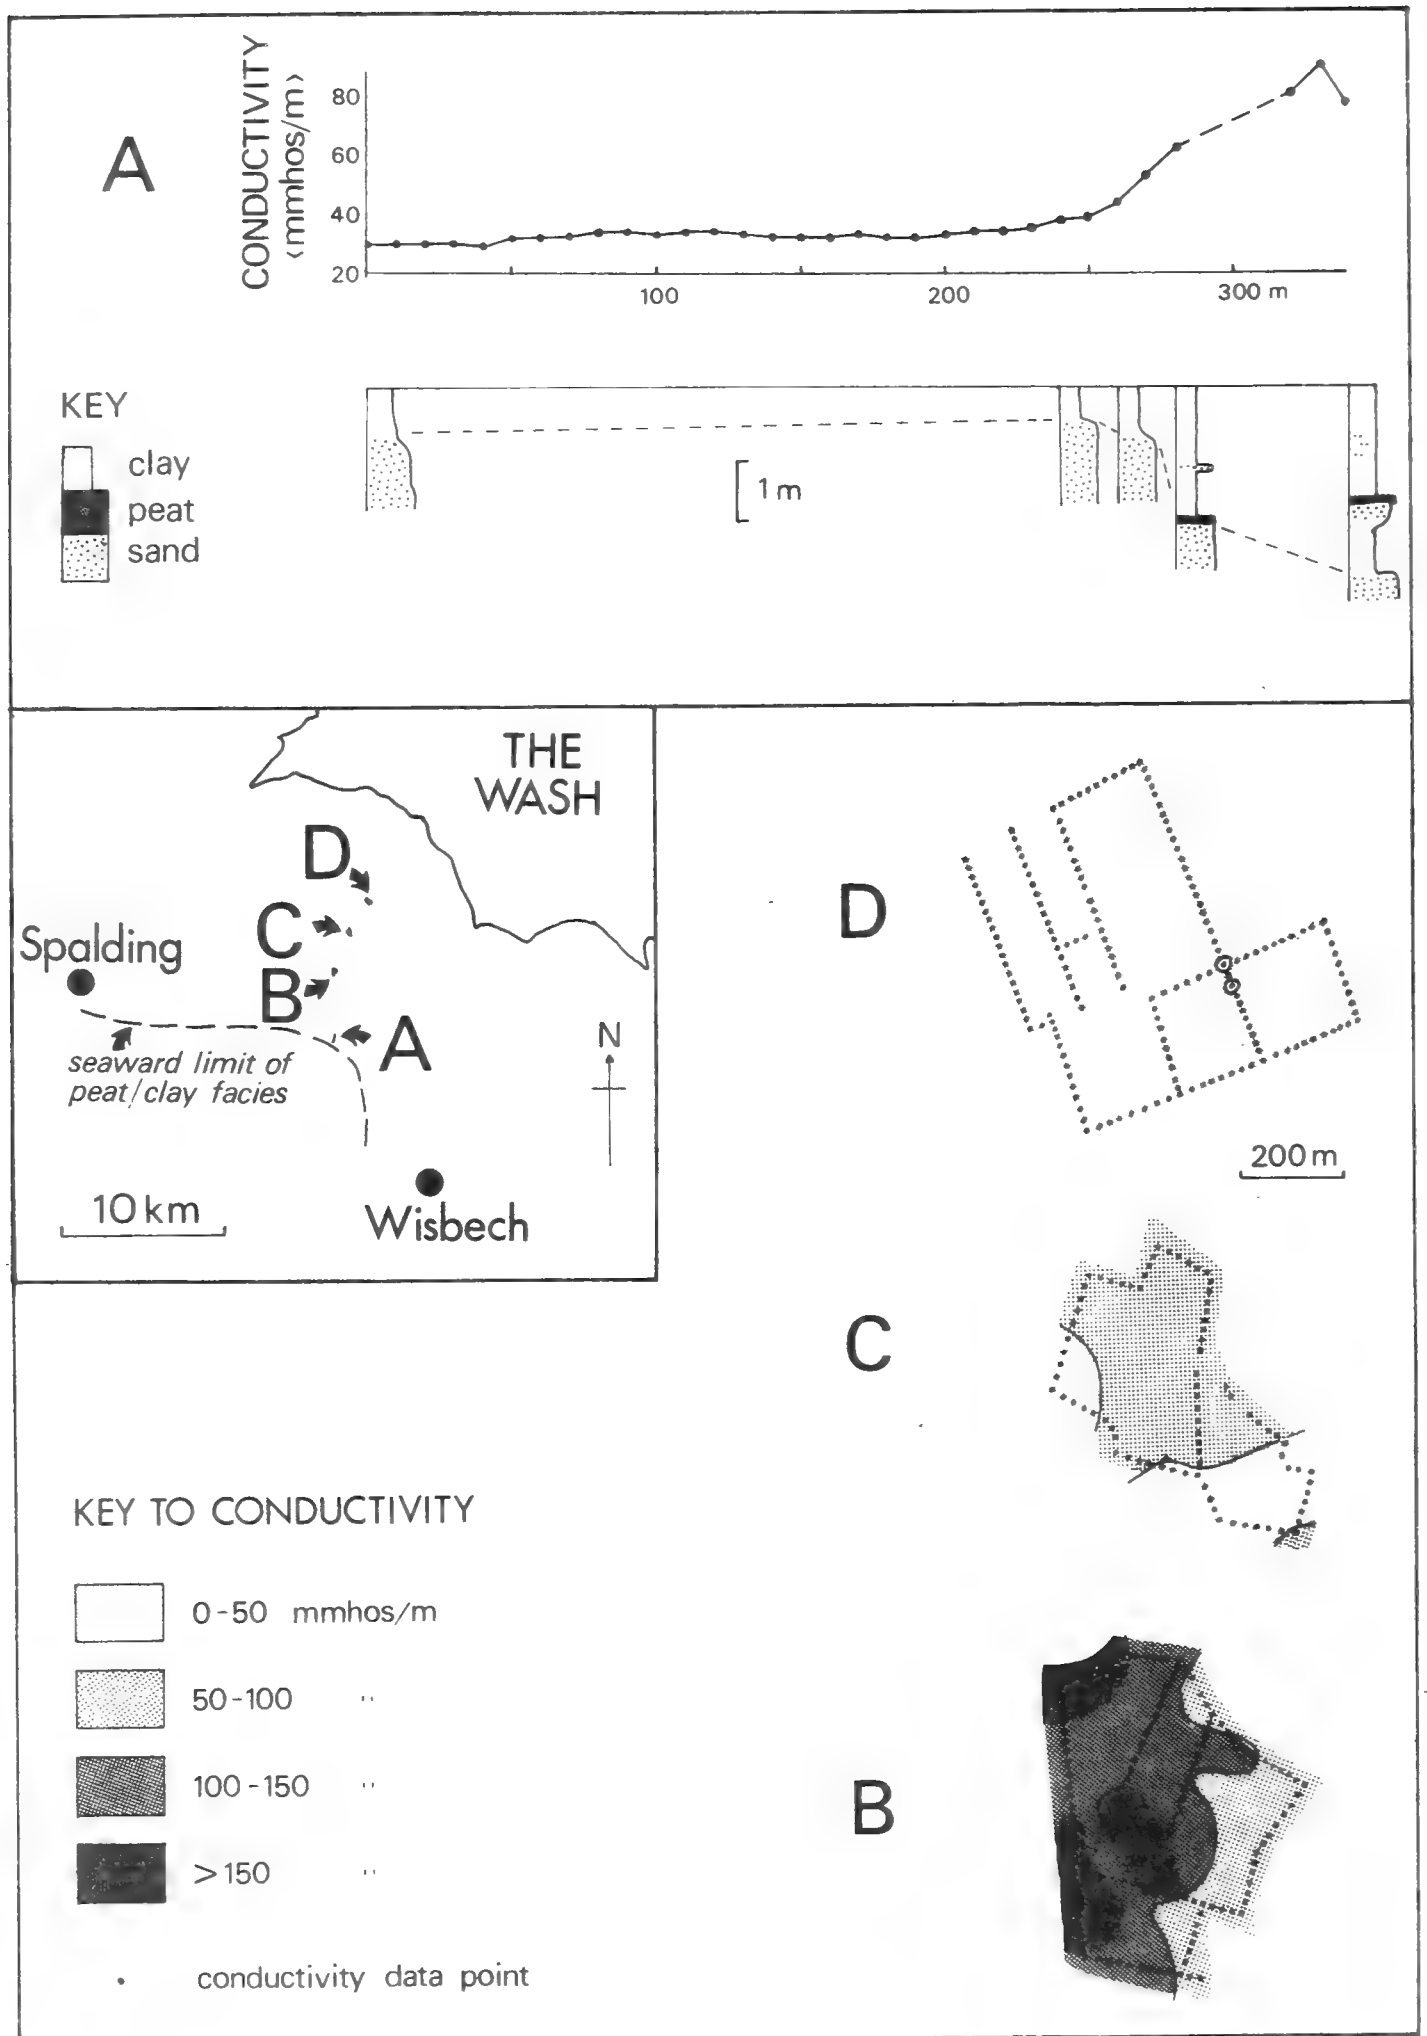 A
CONDUCTIVITY
<mmhos/m>
80
60
40
20
100
200
300 m
KEY
clay
peat
sand
1 m
THE
WASH
D
C
Spalding
B
A
N
seaward limit of
peat/clay facies
10 km
Wisbech
D
200 m
C
KEY TO CONDUCTIVITY
0-50 mmhos/m
50-100 "
100-150 "
>150 "
B
conductivity data point